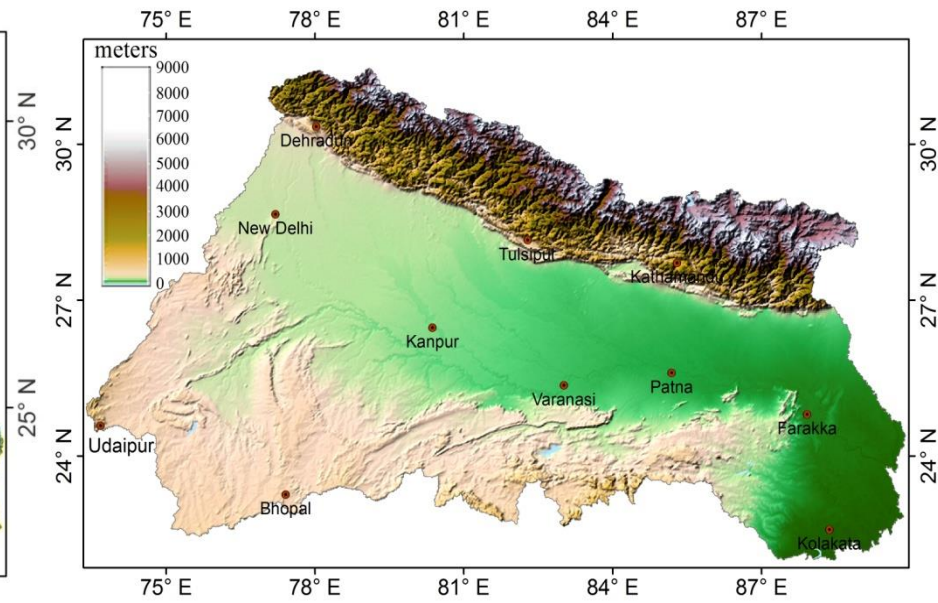 75° E 78° E 81° E 84° E 87° E
meters
9000
8000
7000
6000
5000
4000
3000
2000
1000
0
30° N
30° N
27° N
27° N
25° N
24° N
24° N
Dehradun
New Delhi
Tulsipur
Kathamandu
Kanpur
Varanasi
Patna
Farakka
Udaipur
Bhopal
Kolakata
75° E 78° E 81° E 84° E 87° E